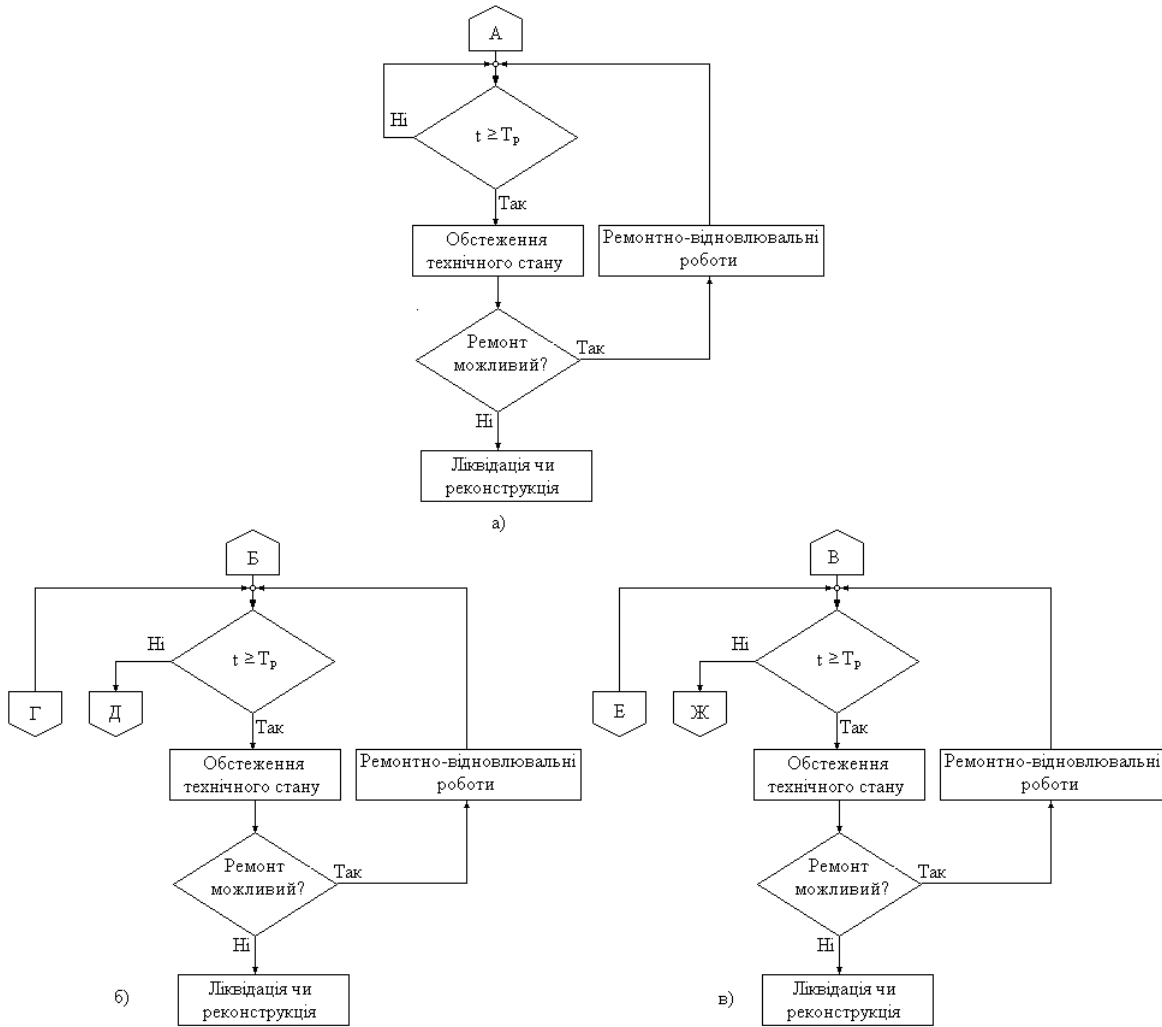 А
Ні
t ≥ Tр
Так
Обстеження
технічного стану
Ремонтно-відновлювальні
роботи
Ремонт
можливий?
Так
Ні
Ліквідація чи
реконструкція
а)
Б
Ні
t ≥ Tр
Г
Д
Так
Обстеження
технічного стану
Ремонтно-відновлювальні
роботи
Ремонт
можливий?
Так
Ні
Ліквідація чи
реконструкція
б)
В
Ні
t ≥ Tр
Е
Ж
Так
Обстеження
технічного стану
Ремонтно-відновлювальні
роботи
Ремонт
можливий?
Так
Ні
Ліквідація чи
реконструкція
в)